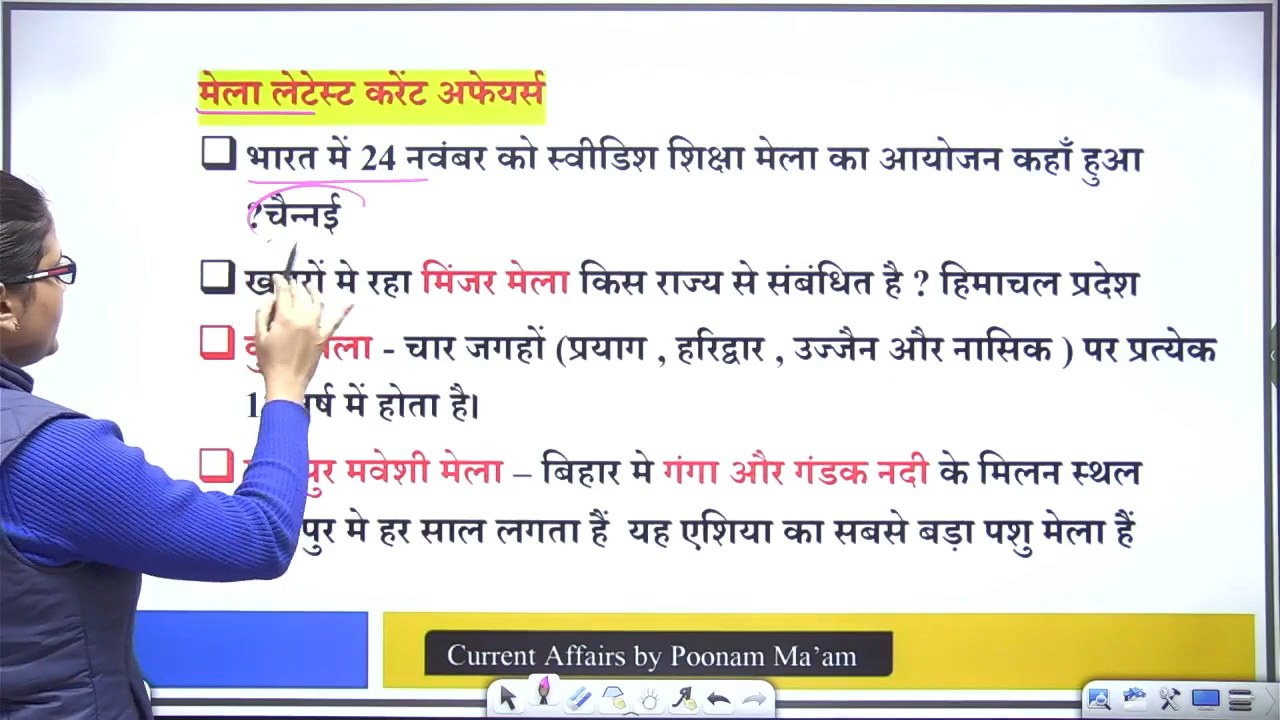 मेला लेटेस्ट करेंट अफेयर्स
भारत में 24 नवंबर को स्वीडिश शिक्षा मेला का आयोजन कहाँ हुआ
?चैन्नई
मे रहा मिंजर मेला किस राज्य से संबंधित है ? हिमाचल प्रदेश
- चार जगहों (प्रयाग , हरिद्वार , उज्जैन और नासिक ) पर प्रत्येक
में होता है।
मवेशी मेला – बिहार मे गंगा और गंडक नदी के मिलन स्थल
मे हर साल लगता हैं यह एशिया का सबसे बड़ा पशु मेला हैं
Current Affairs by Poonam Ma'am